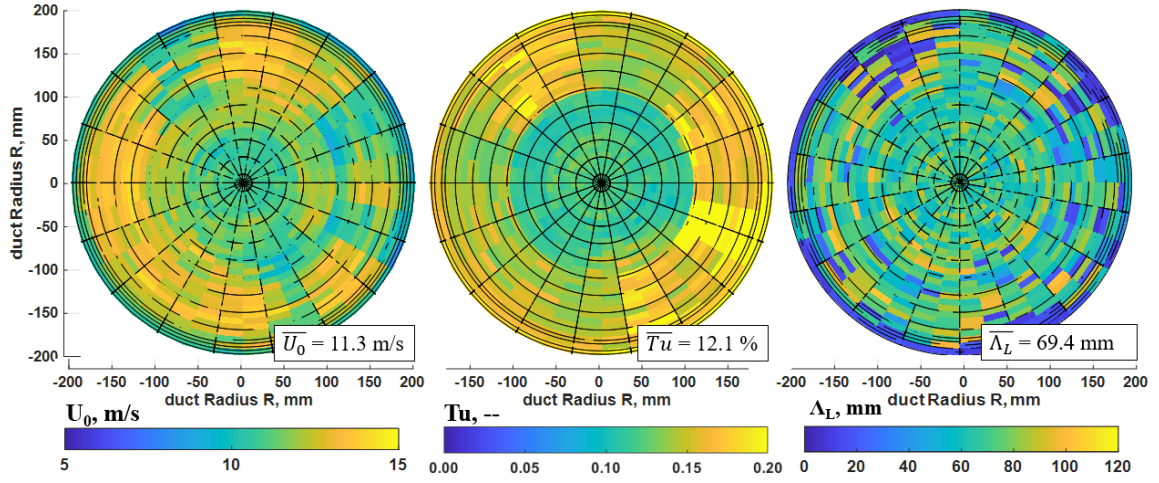 duct Radius R, mm
200
150
100
50
0
-50
-100
-150
-200
-200 -150 -100 -50 0 50 100 150 200
duct Radius R, mm
U₀ = 11.3 m/s
-150 -100 -50 0 50 100 150
duct Radius R, mm
Tu = 12.1 %
-200 -150 -100 -50 0 50 100 150 200
duct Radius R, mm
Λ_L = 69.4 mm
U₀, m/s
5 10 15
Tu, --
0.00 0.05 0.10 0.15 0.20
Λ_L, mm
0 20 40 60 80 100 120